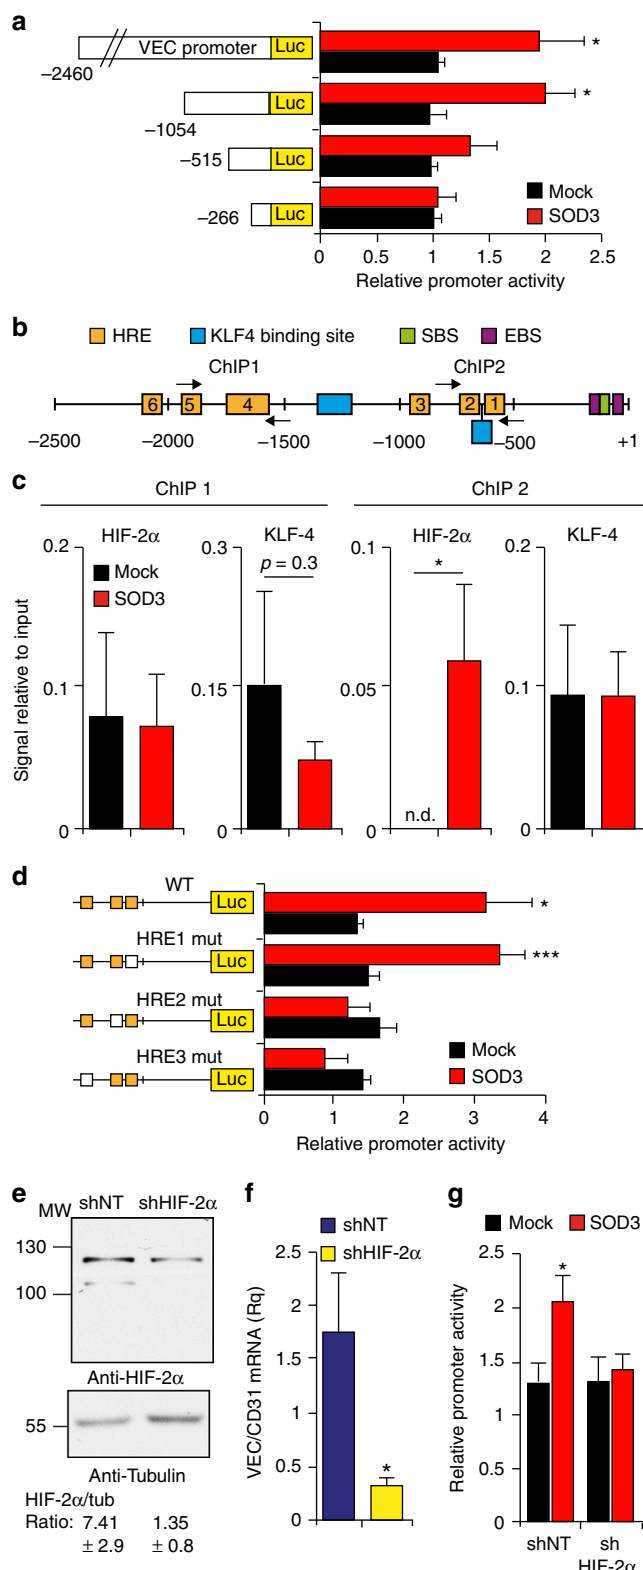 a
VEC promoter Luc
–2460
*
Luc
–1054
*
–515 Luc
–266 Luc
Mock
SOD3
0 0.5 1 1.5 2 2.5
Relative promoter activity
b
HRE KLF4 binding site SBS EBS
ChIP1 ChIP2
6 5 4 3 2 1
–2500 –2000 –1500 –1000 –500 +1
c
ChIP 1 ChIP 2
HIF-2α KLF-4 HIF-2α KLF-4
Signal relative to input
0.2 0.3 0.1 0.2
Mock
SOD3
p = 0.3
*
0.1 0.15 0.05 0.1
n.d.
0 0 0 0
d
WT
Luc
*
HRE1 mut
Luc
***
HRE2 mut
Luc
HRE3 mut
Luc
Mock
SOD3
0 1 2 3 4
Relative promoter activity
e
MW shNT shHIF-2α
130
100
Anti-HIF-2α
55
Anti-Tubulin
HIF-2α/tub
Ratio: 7.41 1.35
± 2.9 ± 0.8
f
shNT
shHIF-2α
VEC/CD31 mRNA (Rq)
2.5
2
1.5
1
0.5
0
*
g
Mock SOD3
Relative promoter activity
2.5
2
1.5
1
0.5
0
*
shNT sh
HIF-2α